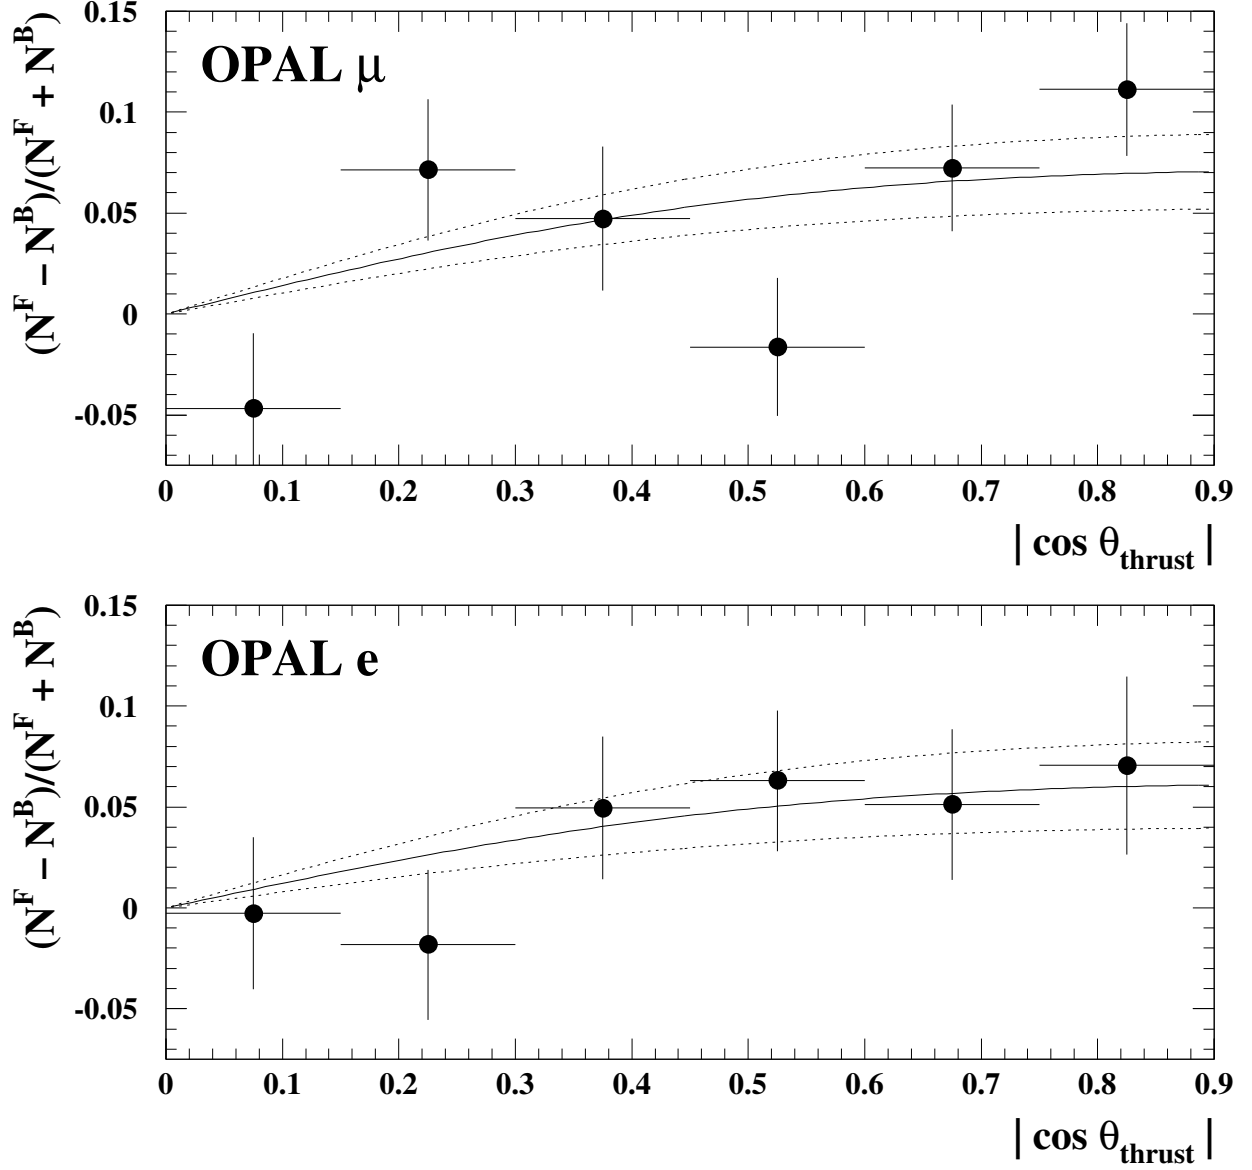 OPAL μ
(N^F − N^B)/(N^F + N^B)
0.15
0.1
0.05
0
-0.05
0 0.1 0.2 0.3 0.4 0.5 0.6 0.7 0.8 0.9
| cos θ_thrust |
OPAL e
(N^F − N^B)/(N^F + N^B)
0.15
0.1
0.05
0
-0.05
0 0.1 0.2 0.3 0.4 0.5 0.6 0.7 0.8 0.9
| cos θ_thrust |